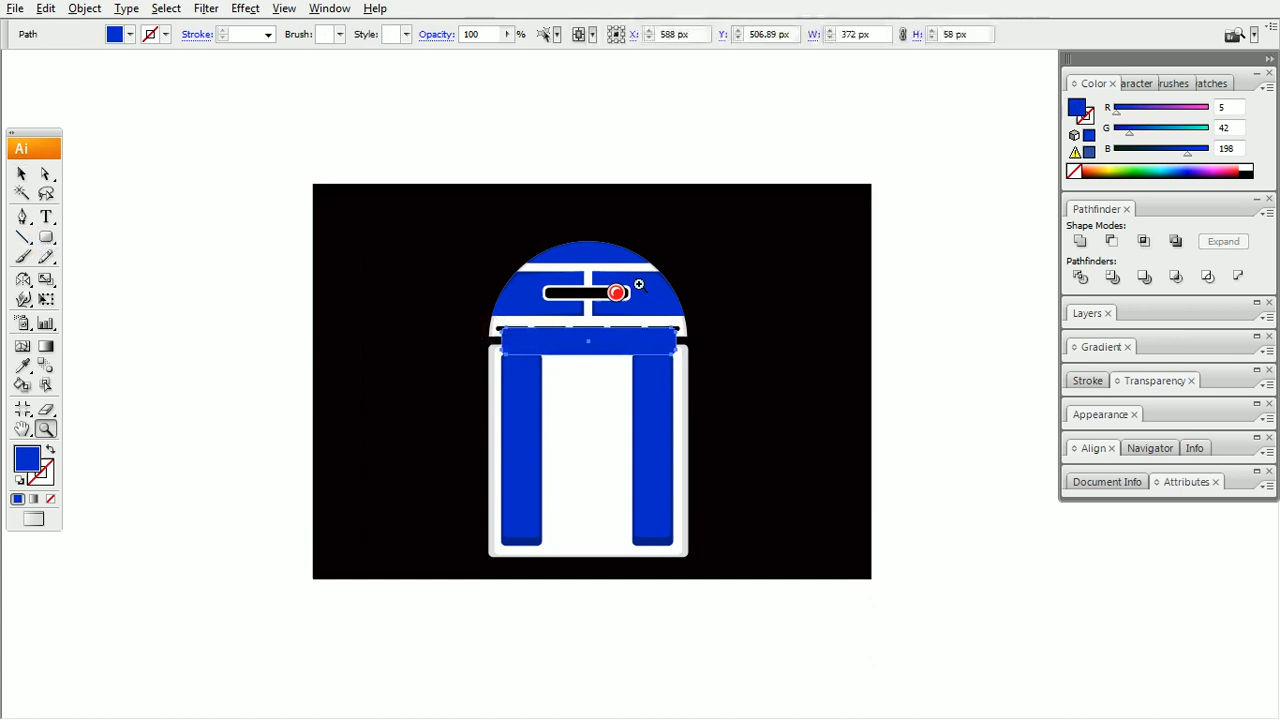 File Edit Object Type Select Filter Effect View Window Help
Path Stroke: Brush: Style: Opacity: 100 % X: 588 px Y: 506.89 px W: 372 px H: 58 px
Color aracter rushes atches
R 5
G 42
B 198
Ai
T
Pathfinder
Shape Modes:
Expand
Pathfinders:
Layers
Gradient
Stroke Transparency
Appearance
Align Navigator Info
Document Info Attributes